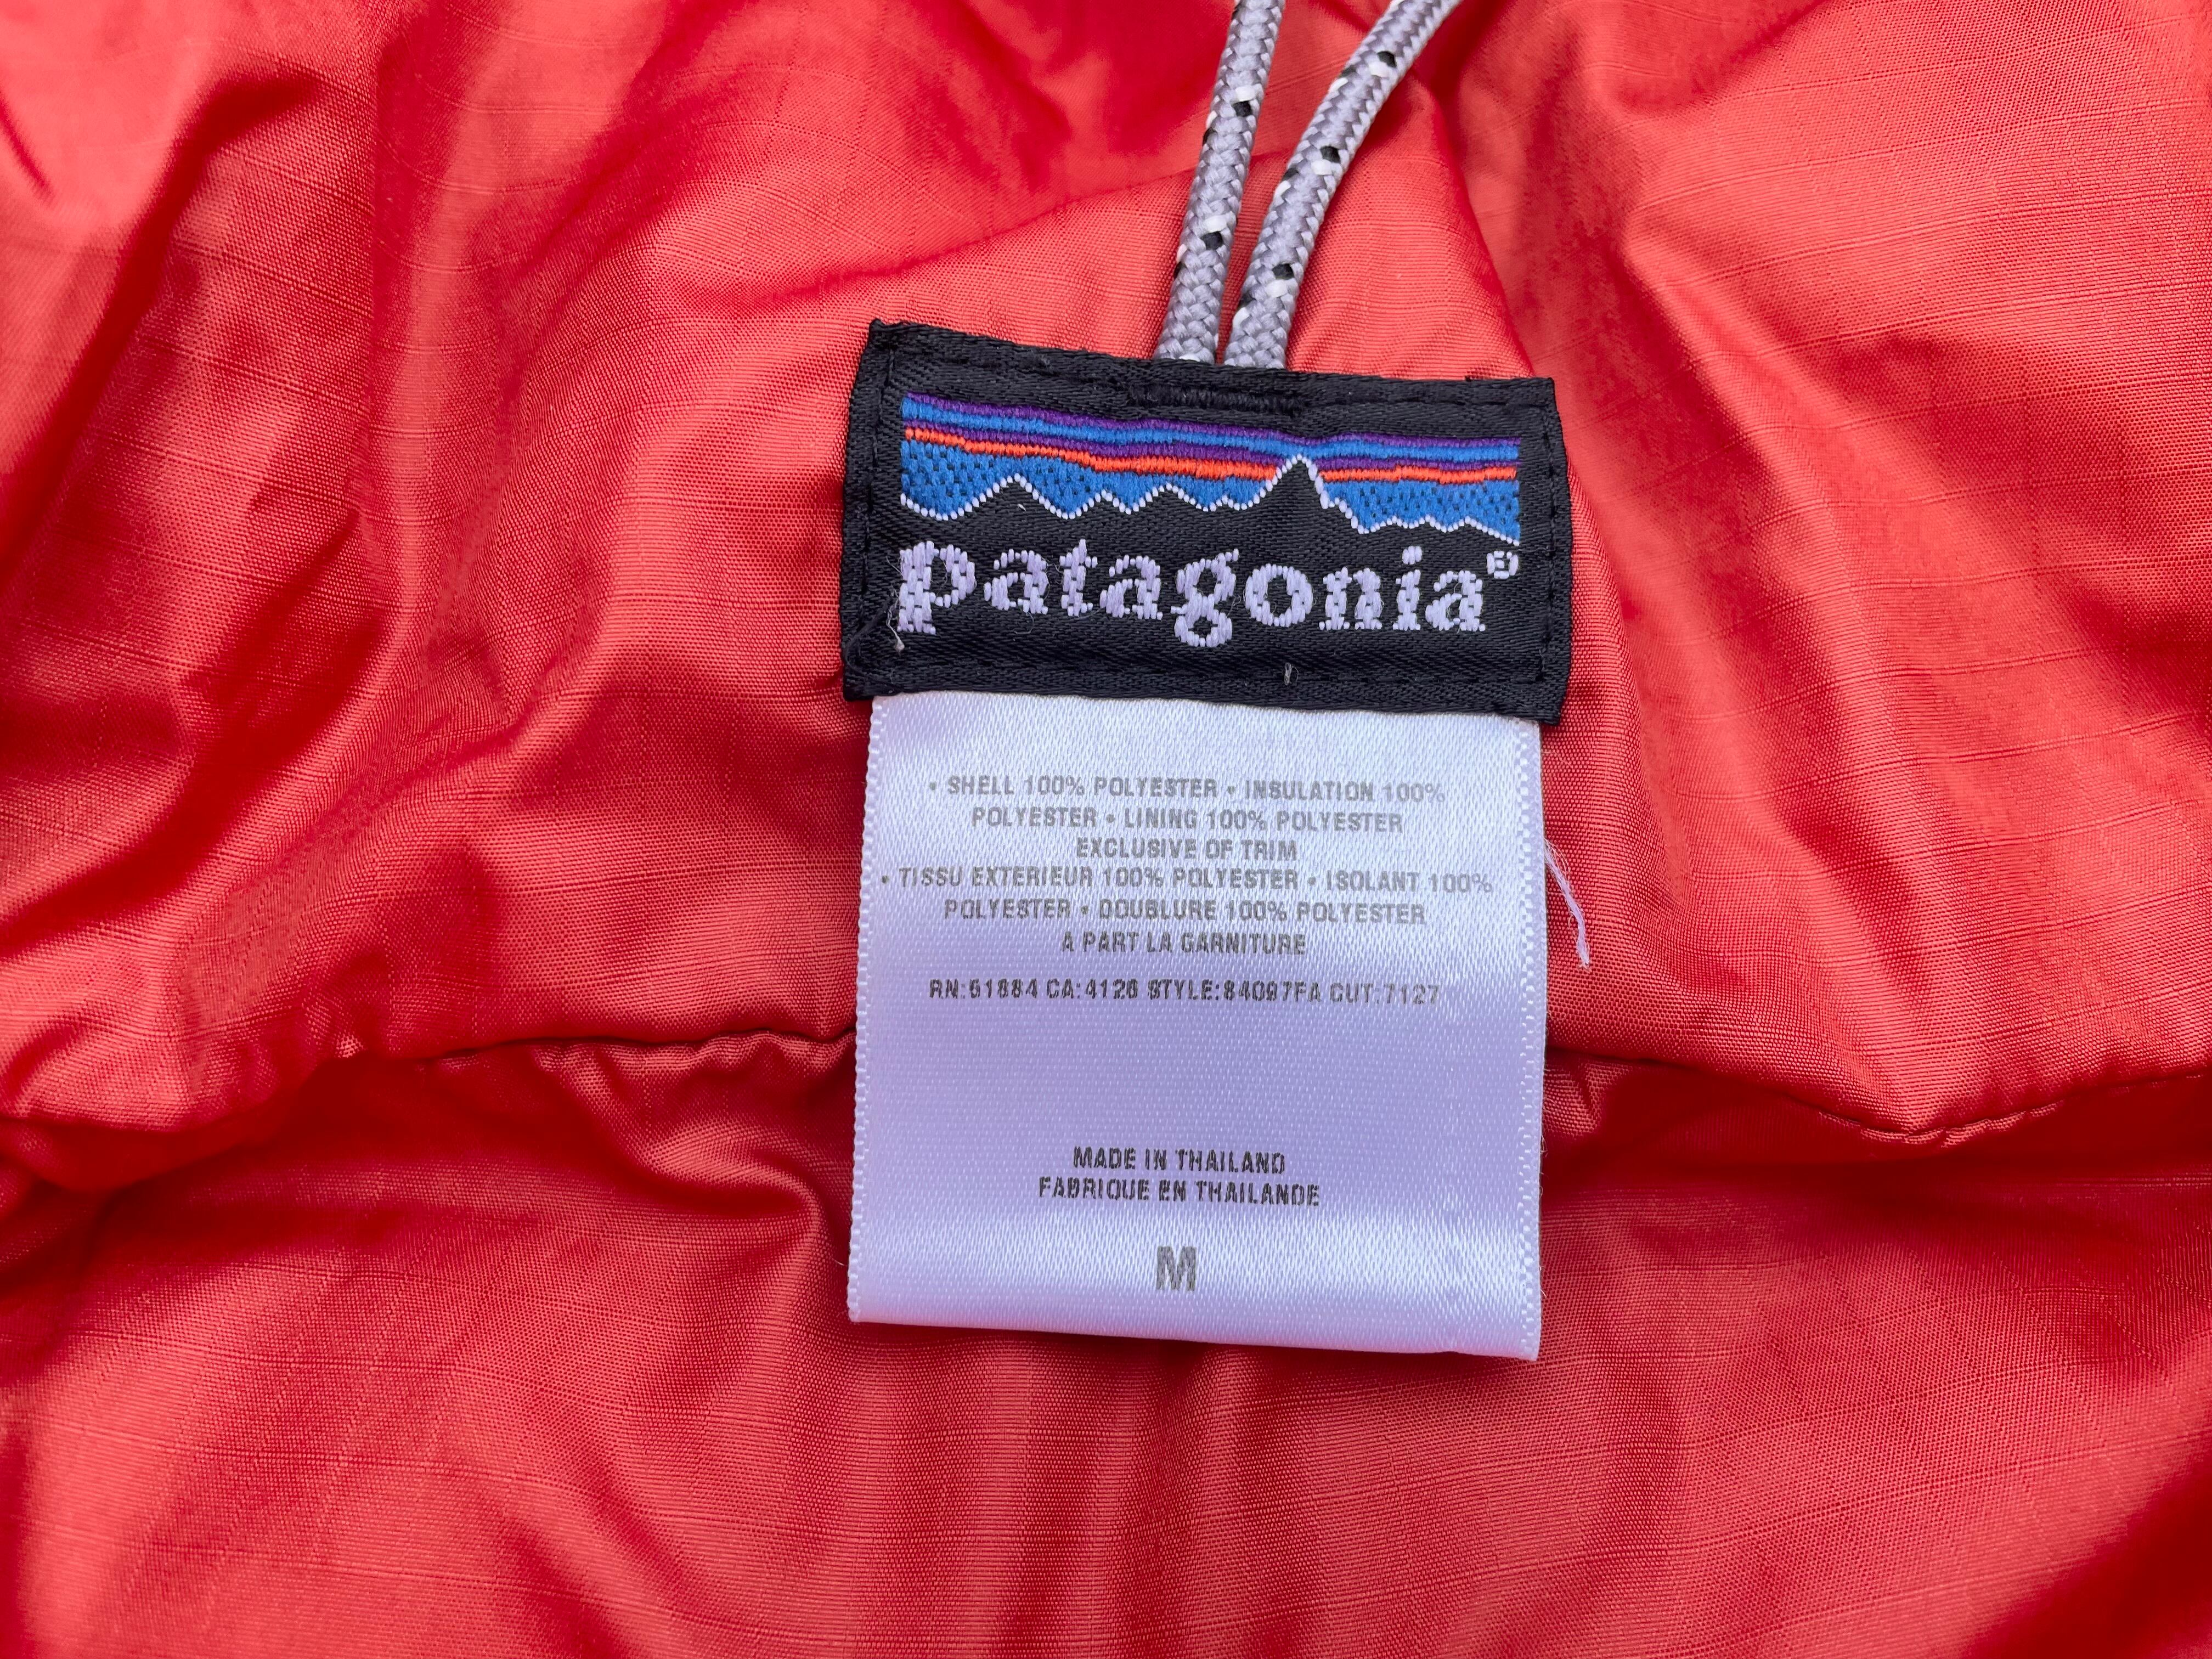 patagonia®
• SHELL 100% POLYESTER • INSULATION 100%
POLYESTER • LINING 100% POLYESTER
EXCLUSIVE OF TRIM
• TISSU EXTERIEUR 100% POLYESTER • ISOLANT 100%
POLYESTER • DOUBLURE 100% POLYESTER
A PART LA GARNITURE
RN:51884 CA:4126 STYLE:84097FA CUT:7127
MADE IN THAILAND
FABRIQUE EN THAILANDE
M